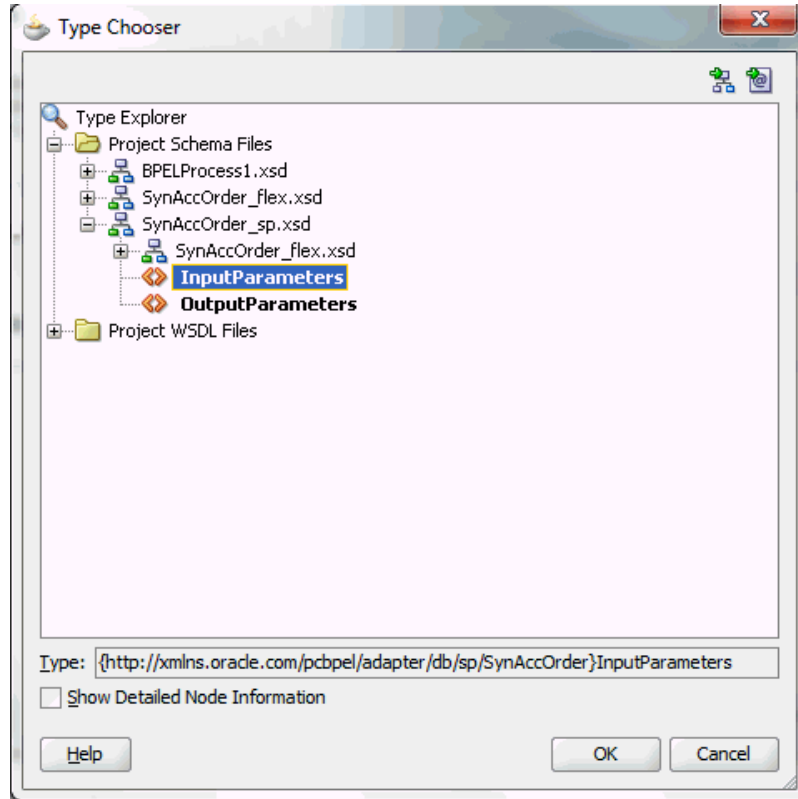 Type Chooser
Type Explorer
Project Schema Files
BPELProcess1.xsd
SynAccOrder_flex.xsd
SynAccOrder_sp.xsd
SynAccOrder_flex.xsd
InputParameters
OutputParameters
Project WSDL Files
Type: {http://xmlns.oracle.com/pcbpel/adapter/db/sp/SynAccOrder}InputParameters
Show Detailed Node Information
Help OK Cancel